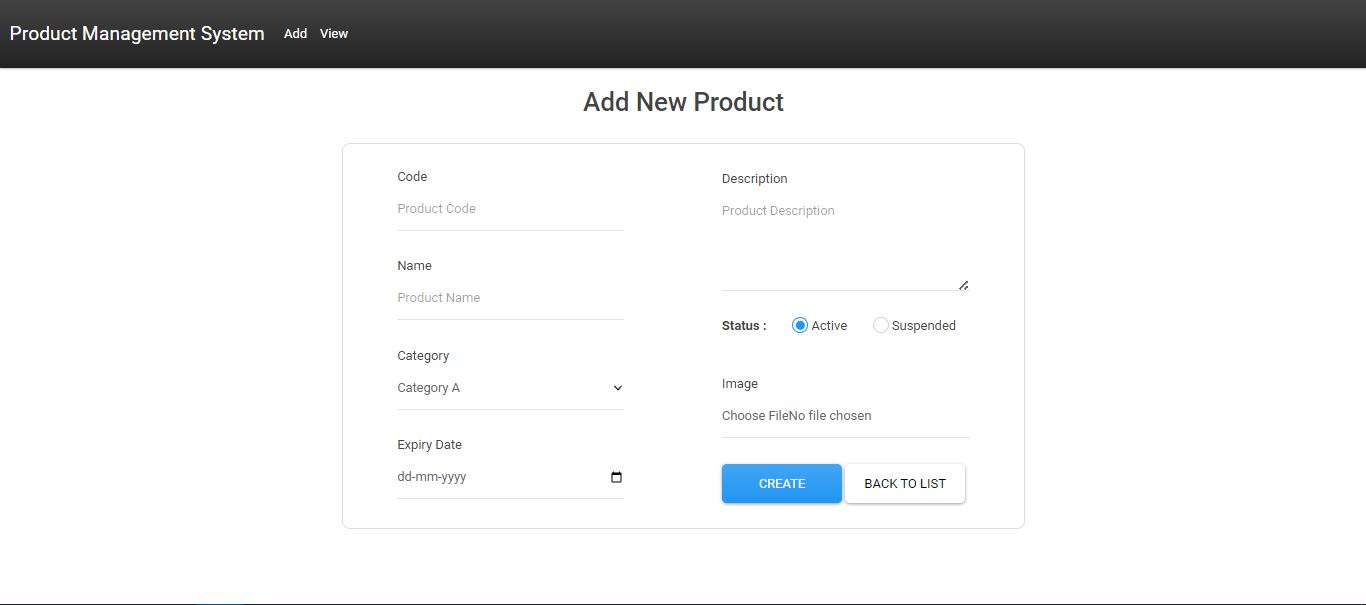 Product Management System Add View
Add New Product
Code
Product Code
Name
Product Name
Category
Category A
Expiry Date
dd-mm-yyyy
Description
Product Description
Status : Active Suspended
Image
Choose FileNo file chosen
CREATE BACK TO LIST